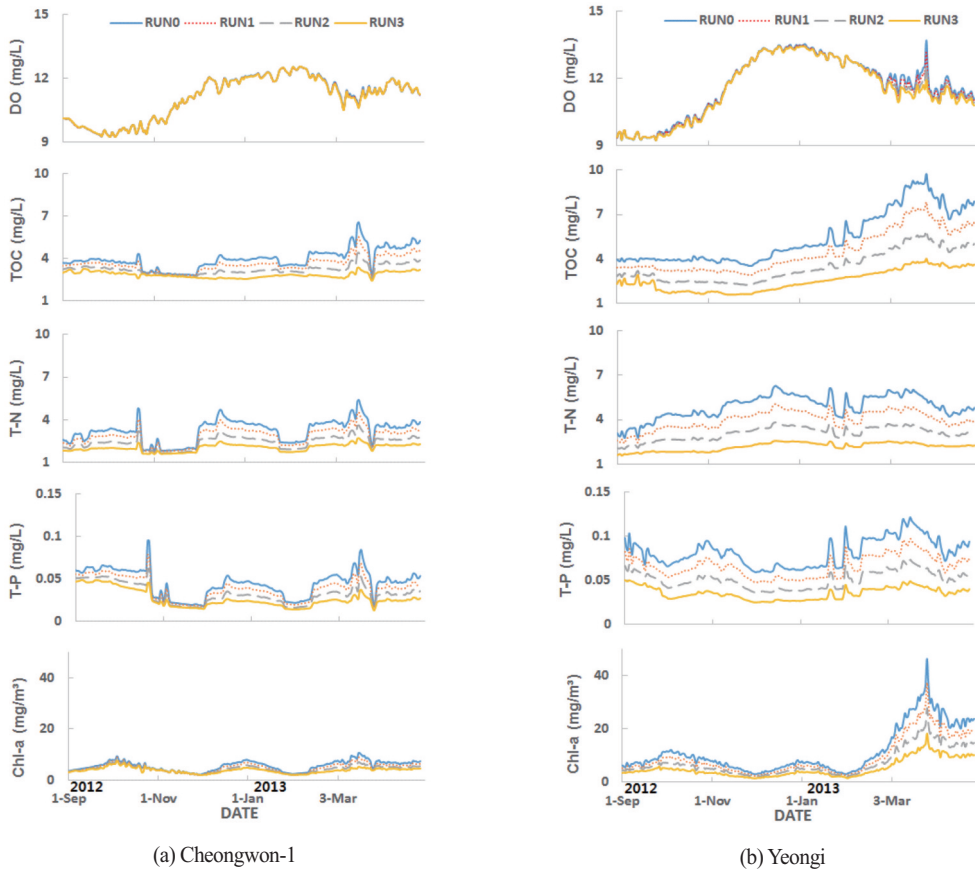 RUN0 RUN1 RUN2 RUN3
15
12
9
DO (mg/L)
10
7
4
1
TOC (mg/L)
10
7
4
1
T-N (mg/L)
0.15
0.1
0.05
0
T-P (mg/L)
40
20
0
Chl-a (mg/m³)
2012 2013
1-Sep 1-Nov 1-Jan 3-Mar
DATE
(a) Cheongwon-1
RUN0 RUN1 RUN2 RUN3
15
12
9
DO (mg/L)
10
7
4
1
TOC (mg/L)
10
7
4
1
T-N (mg/L)
0.15
0.1
0.05
0
T-P (mg/L)
40
20
0
Chl-a (mg/m³)
2012 2013
1-Sep 1-Nov 1-Jan 3-Mar
DATE
(b) Yeongi